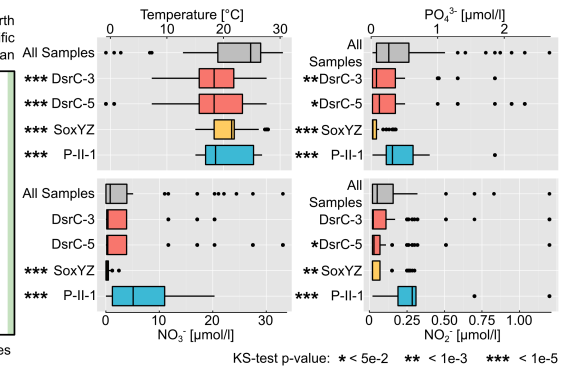 rth
fic
an
es
Temperature [°C]
0 10 20 30
All Samples
*** DsrC-3
*** DsrC-5
*** SoxYZ
*** P-II-1
PO₄³⁻ [µmol/l]
0 1 2
All
Samples
**DsrC-3
*DsrC-5
*** SoxYZ
*** P-II-1
All Samples
DsrC-3
DsrC-5
*** SoxYZ
*** P-II-1
0 10 20 30
NO₃⁻ [µmol/l]
All
Samples
DsrC-3
*DsrC-5
** SoxYZ
*** P-II-1
0 0.25 0.50 0.75 1.00
NO₂⁻ [µmol/l]
KS-test p-value: * < 5e-2 ** < 1e-3 *** < 1e-5